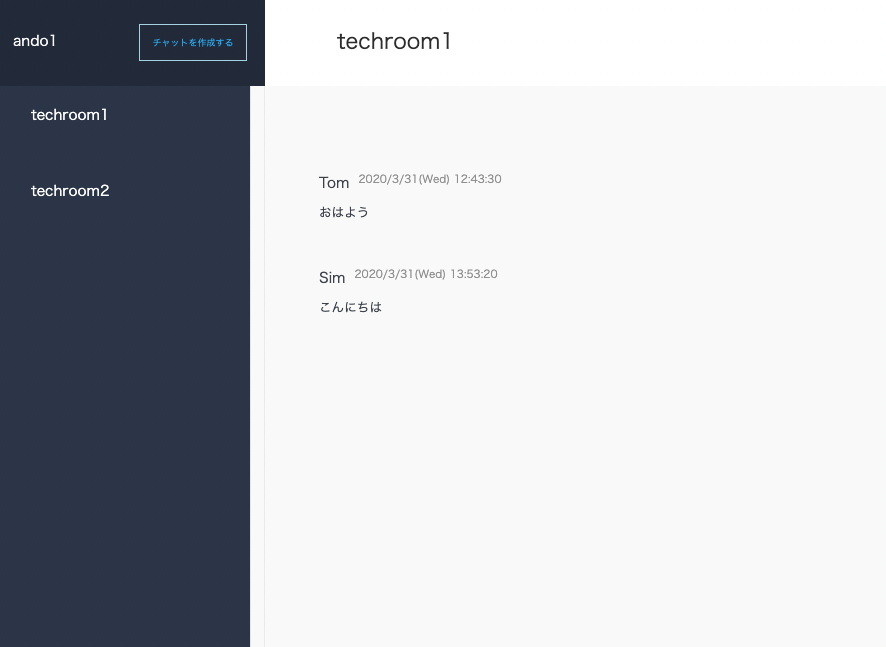 ando1
チャットを作成する
techroom1
techroom2
techroom1
Tom 2020/3/31(Wed) 12:43:30
おはよう
Sim 2020/3/31(Wed) 13:53:20
こんにちは